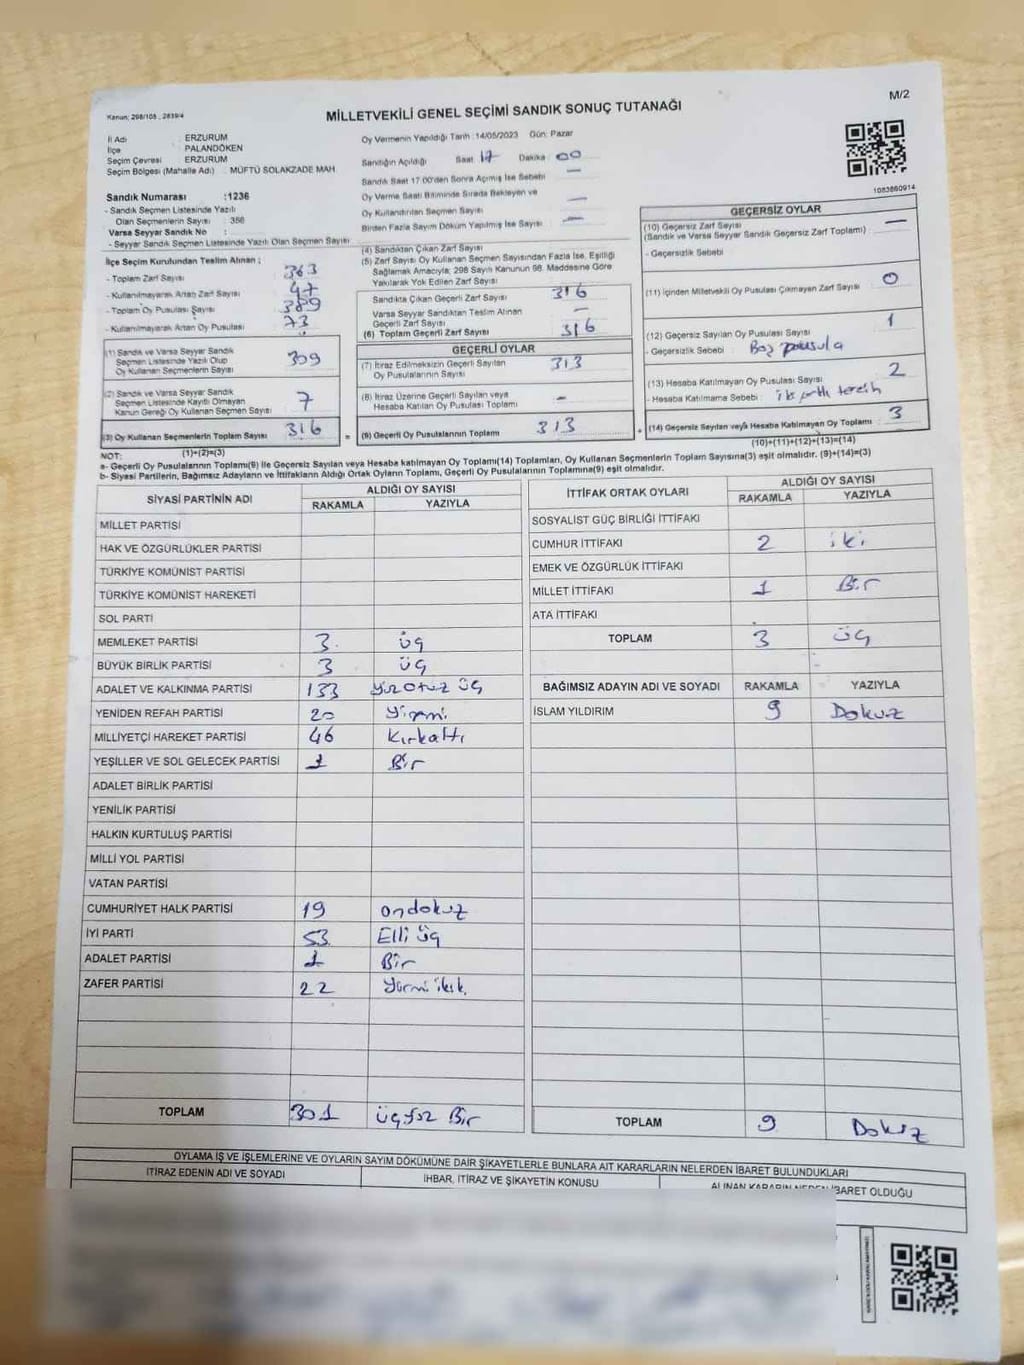 M/2
Kanun: 298/105 , 2839/4
MİLLETVEKİLİ GENEL SEÇİMİ SANDIK SONUÇ TUTANAĞI
İl Adı : ERZURUM
İlçe : PALANDÖKEN
Seçim Çevresi : ERZURUM
Seçim Bölgesi (Mahalle Adı.) : MÜFTÜ SOLAKZADE MAH
Sandık Numarası :1236
- Sandık Seçmen Listesinde Yazılı
Olan Seçmenlerin Sayısı : 356
Varsa Seyyar Sandık No :
- Seyyar Sandık Seçmen Listesinde Yazılı Olan Seçmen Sayısı
Oy Vermenin Yapıldığı Tarih :14/05/2023 Gün: Pazar
Sandığın Açıldığı Saat 17 Dakika : 00
Sandık Saat 17.00'den Sonra Açılmış İse Sebebi —
Oy Verme Saati Bitiminde Sırada Bekleyen ve
Oy Kullandırılan Seçmen Sayısı —
Birden Fazla Sayım Döküm Yapılmış İse Sayısı —
1083860914
İlçe Seçim Kurulundan Teslim Alınan ;
- Toplam Zarf Sayısı 363
- Kullanılmayarak Artan Zarf Sayısı 47
- Toplam Oy Pusulası Sayısı 389
- Kullanılmayarak Artan Oy Pusulası 73
(1) Sandık ve Varsa Seyyar Sandık
Seçmen Listesinde Yazılı Olup
Oy Kullanan Seçmenlerin Sayısı 309
(2) Sandık ve Varsa Seyyar Sandık
Seçmen Listesinde Kayıtlı Olmayan
Kanun Gereği Oy Kullanan Seçmen Sayısı 7
(3) Oy Kullanan Seçmenlerin Toplam Sayısı 316
(1)+(2)=(3)
(4) Sandıktan Çıkan Zarf Sayısı
(5) Zarf Sayısı Oy Kullanan Seçmen Sayısından Fazla İse, Eşitliği
Sağlamak Amacıyla; 298 Sayılı Kanunun 98. Maddesine Göre
Yakılarak Yok Edilen Zarf Sayısı
Sandıkta Çıkan Geçerli Zarf Sayısı 316
Varsa Seyyar Sandıktan Teslim Alınan
Geçerli Zarf Sayısı —
(6) Toplam Geçerli Zarf Sayısı 316
GEÇERLİ OYLAR
(7) İtiraz Edilmeksizin Geçerli Sayılan
Oy Pusulalarının Sayısı 313
(8) İtiraz Üzerine Geçerli Sayılan veya
Hesaba Katılan Oy Pusulaları Toplamı -
(9) Geçerli Oy Pusulalarının Toplamı 313
GEÇERSİZ OYLAR
(10) Geçersiz Zarf Sayısı
(Sandık ve Varsa Seyyar Sandık Geçersiz Zarf Toplamı) : —
- Geçersizlik Sebebi
(11) İçinden Milletvekili Oy Pusulası Çıkmayan Zarf Sayısı 0
(12) Geçersiz Sayılan Oy Pusulası Sayısı 1
- Geçersizlik Sebebi : Boş pusula
(13) Hesaba Katılmayan Oy Pusulası Sayısı 2
- Hesaba Katılmama Sebebi :
(14) Geçersiz Sayılan veya Hesaba Katılmayan Oy Toplamı 3
(10)+(11)+(12)+(13)=(14)
NOT:
a- Geçerli Oy Pusulalarının Toplamı(9) ile Geçersiz Sayılan veya Hesaba katılmayan Oy Toplamı(14) Toplamları, Oy Kullanan Seçmenlerin Toplam Sayısına(3) eşit olmalıdır. (9)+(14)=(3)
b- Siyasi Partilerin, Bağımsız Adayların ve İttifakların Aldığı Ortak Oyların Toplamı, Geçerli Oy Pusulalarının Toplamına(9) eşit olmalıdır.
SİYASİ PARTİNİN ADI ALDIĞI OY SAYISI
RAKAMLA YAZIYLA
MİLLET PARTİSİ
HAK VE ÖZGÜRLÜKLER PARTİSİ
TÜRKİYE KOMÜNİST PARTİSİ
TÜRKİYE KOMÜNİST HAREKETİ
SOL PARTİ
MEMLEKET PARTİSİ 3 üç
BÜYÜK BİRLİK PARTİSİ 3 üç
ADALET VE KALKINMA PARTİSİ 133 yüzotuz üç
YENİDEN REFAH PARTİSİ 20 yirmi
MİLLİYETÇİ HAREKET PARTİSİ 46 kırkaltı
YEŞİLLER VE SOL GELECEK PARTİSİ 1 Bir
ADALET BİRLİK PARTİSİ
YENİLİK PARTİSİ
HALKIN KURTULUŞ PARTİSİ
MİLLİ YOL PARTİSİ
VATAN PARTİSİ
CUMHURİYET HALK PARTİSİ 19 ondokuz
İYİ PARTİ 53 Elli üç
ADALET PARTİSİ 1 Bir
ZAFER PARTİSİ 22
TOPLAM 301 üçyüz Bir
İTTİFAK ORTAK OYLARI ALDIĞI OY SAYISI
RAKAMLA YAZIYLA
SOSYALİST GÜÇ BİRLİĞİ İTTİFAKI
CUMHUR İTTİFAKI 2 iki
EMEK VE ÖZGÜRLÜK İTTİFAKI
MİLLET İTTİFAKI 1 Bir
ATA İTTİFAKI
TOPLAM 3 üç
BAĞIMSIZ ADAYIN ADI VE SOYADI RAKAMLA YAZIYLA
İSLAM YILDIRIM 9 Dokuz
TOPLAM 9 Dokuz
OYLAMA İŞ VE İŞLEMLERİNE VE OYLARIN SAYIM DÖKÜMÜNE DAİR ŞİKAYETLERLE BUNLARA AİT KARARLARIN NELERDEN İBARET BULUNDUKLARI
İTİRAZ EDENİN ADI VE SOYADI
İHBAR, İTİRAZ VE ŞİKAYETİN KONUSU
ALINAN KARARIN NEDEN İBARET OLDUĞU